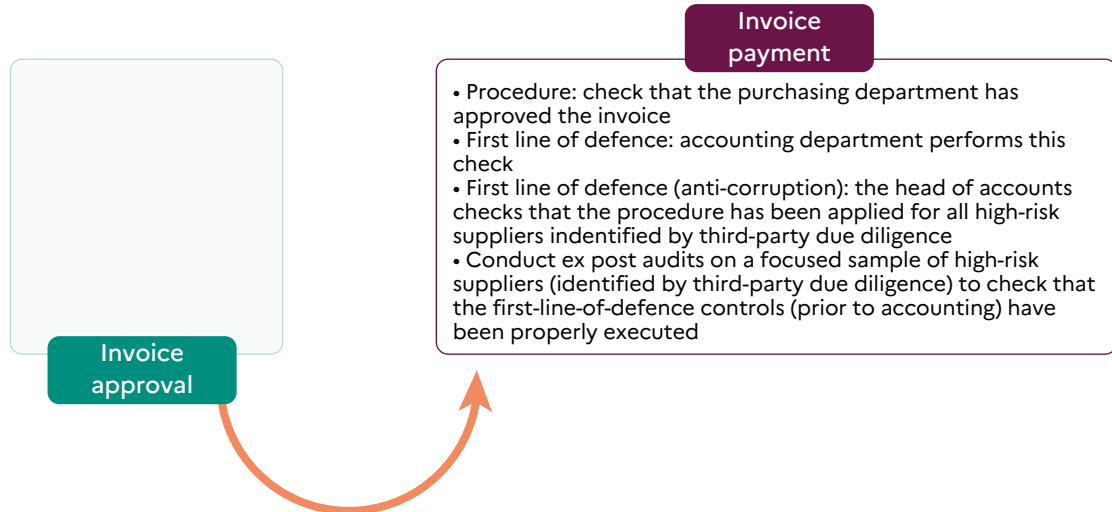 Invoice
payment
• Procedure: check that the purchasing department has
approved the invoice
• First line of defence: accounting department performs this
check
• First line of defence (anti-corruption): the head of accounts
checks that the procedure has been applied for all high-risk
suppliers indentified by third-party due diligence
• Conduct ex post audits on a focused sample of high-risk
suppliers (identified by third-party due diligence) to check that
the first-line-of-defence controls (prior to accounting) have
been properly executed
Invoice
approval